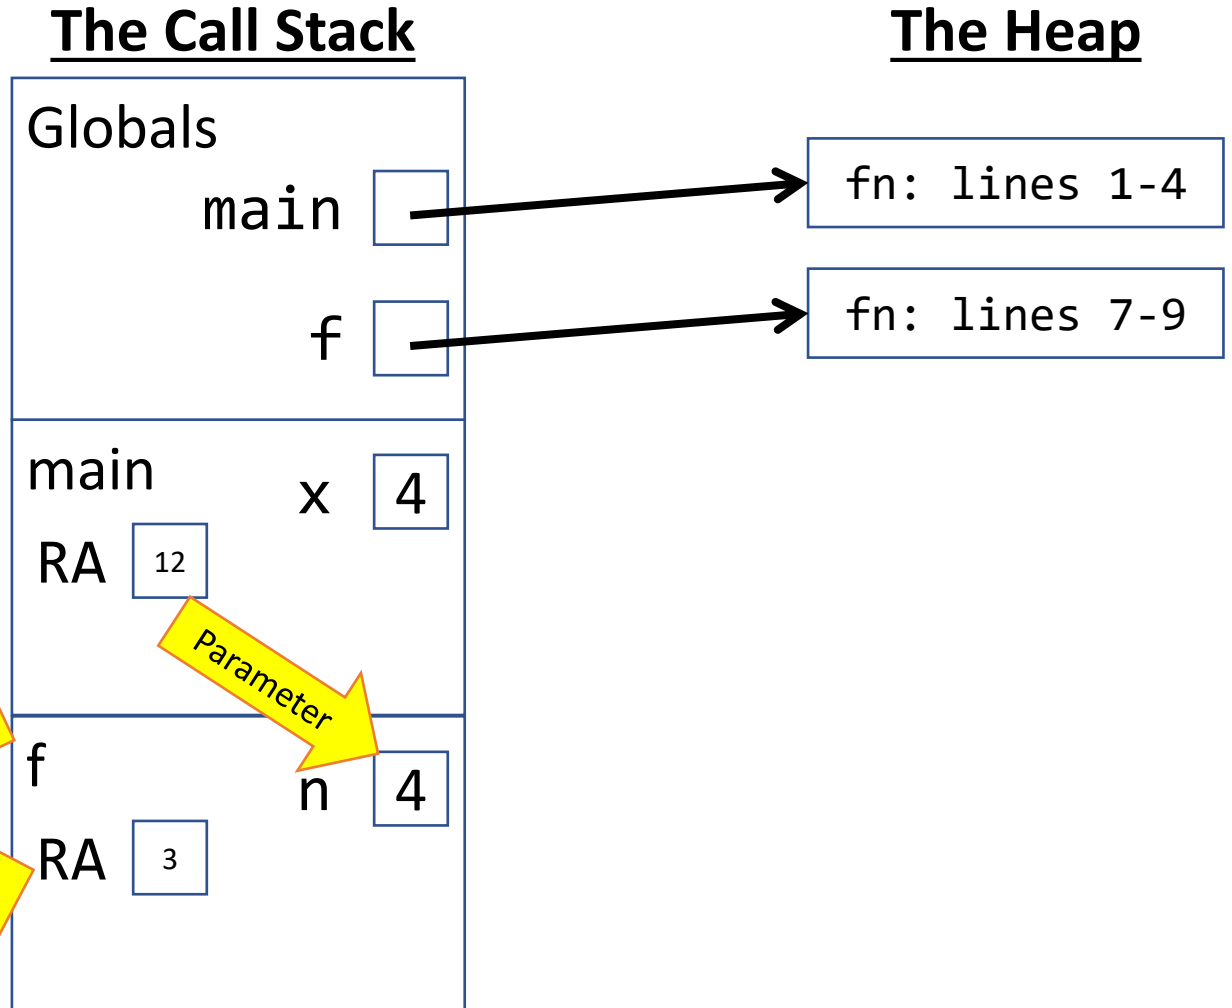 The Call Stack
The Heap
Globals
main
fn: lines 1-4
f
fn: lines 7-9
main
x 4
RA 12
Parameter
f
n 4
RA 3